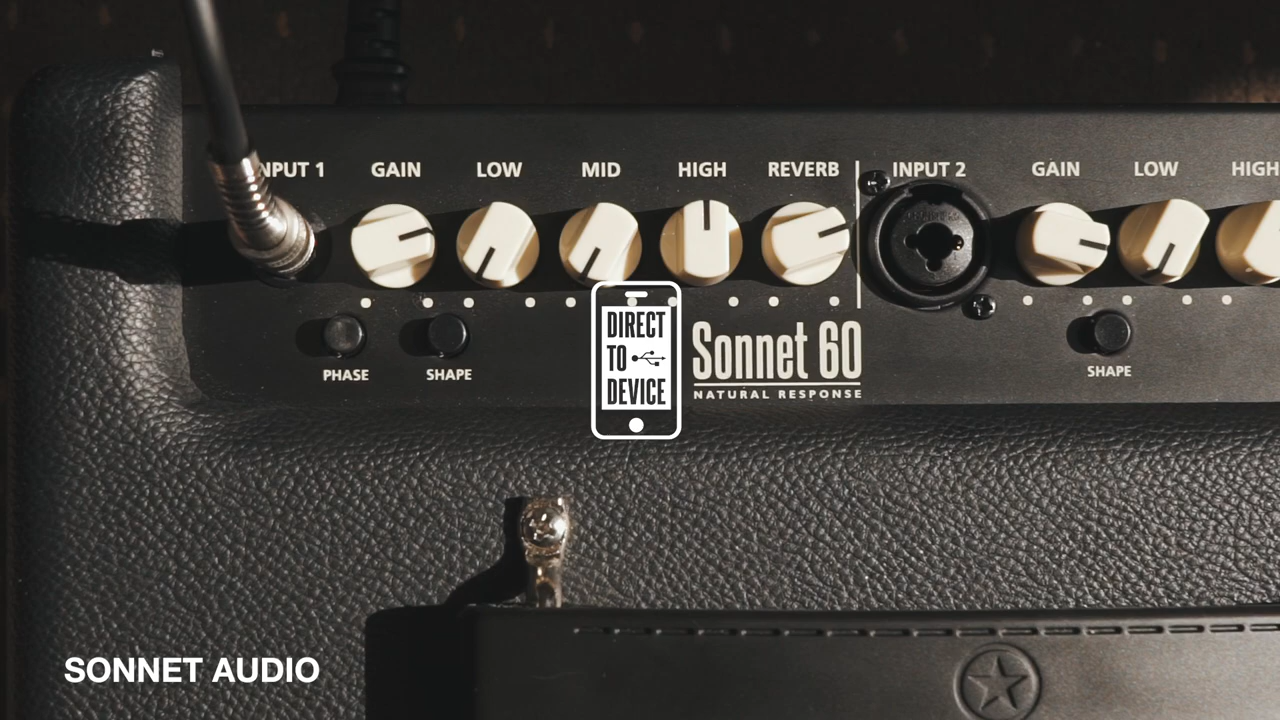 INPUT 1 GAIN LOW MID HIGH REVERB INPUT 2 GAIN LOW HIGH
PHASE SHAPE SHAPE
DIRECT
TO
DEVICE
Sonnet 60
NATURAL RESPONSE
SONNET AUDIO